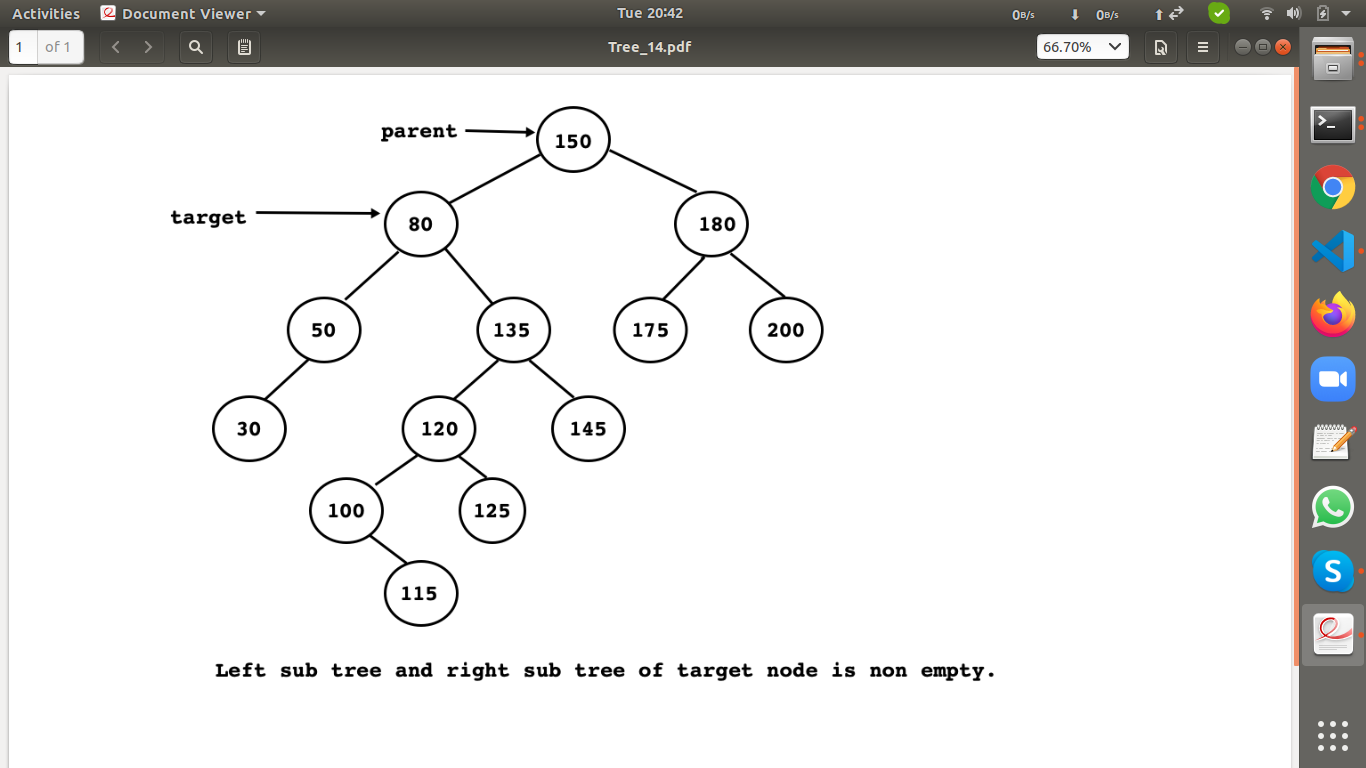 Activities Document Viewer Tue 20:42 0B/s 0B/s
1 of 1 Tree_14.pdf 66.70%
parent 150
target 80 180
50 135 175 200
30 120 145
100 125
115
Left sub tree and right sub tree of target node is non empty.